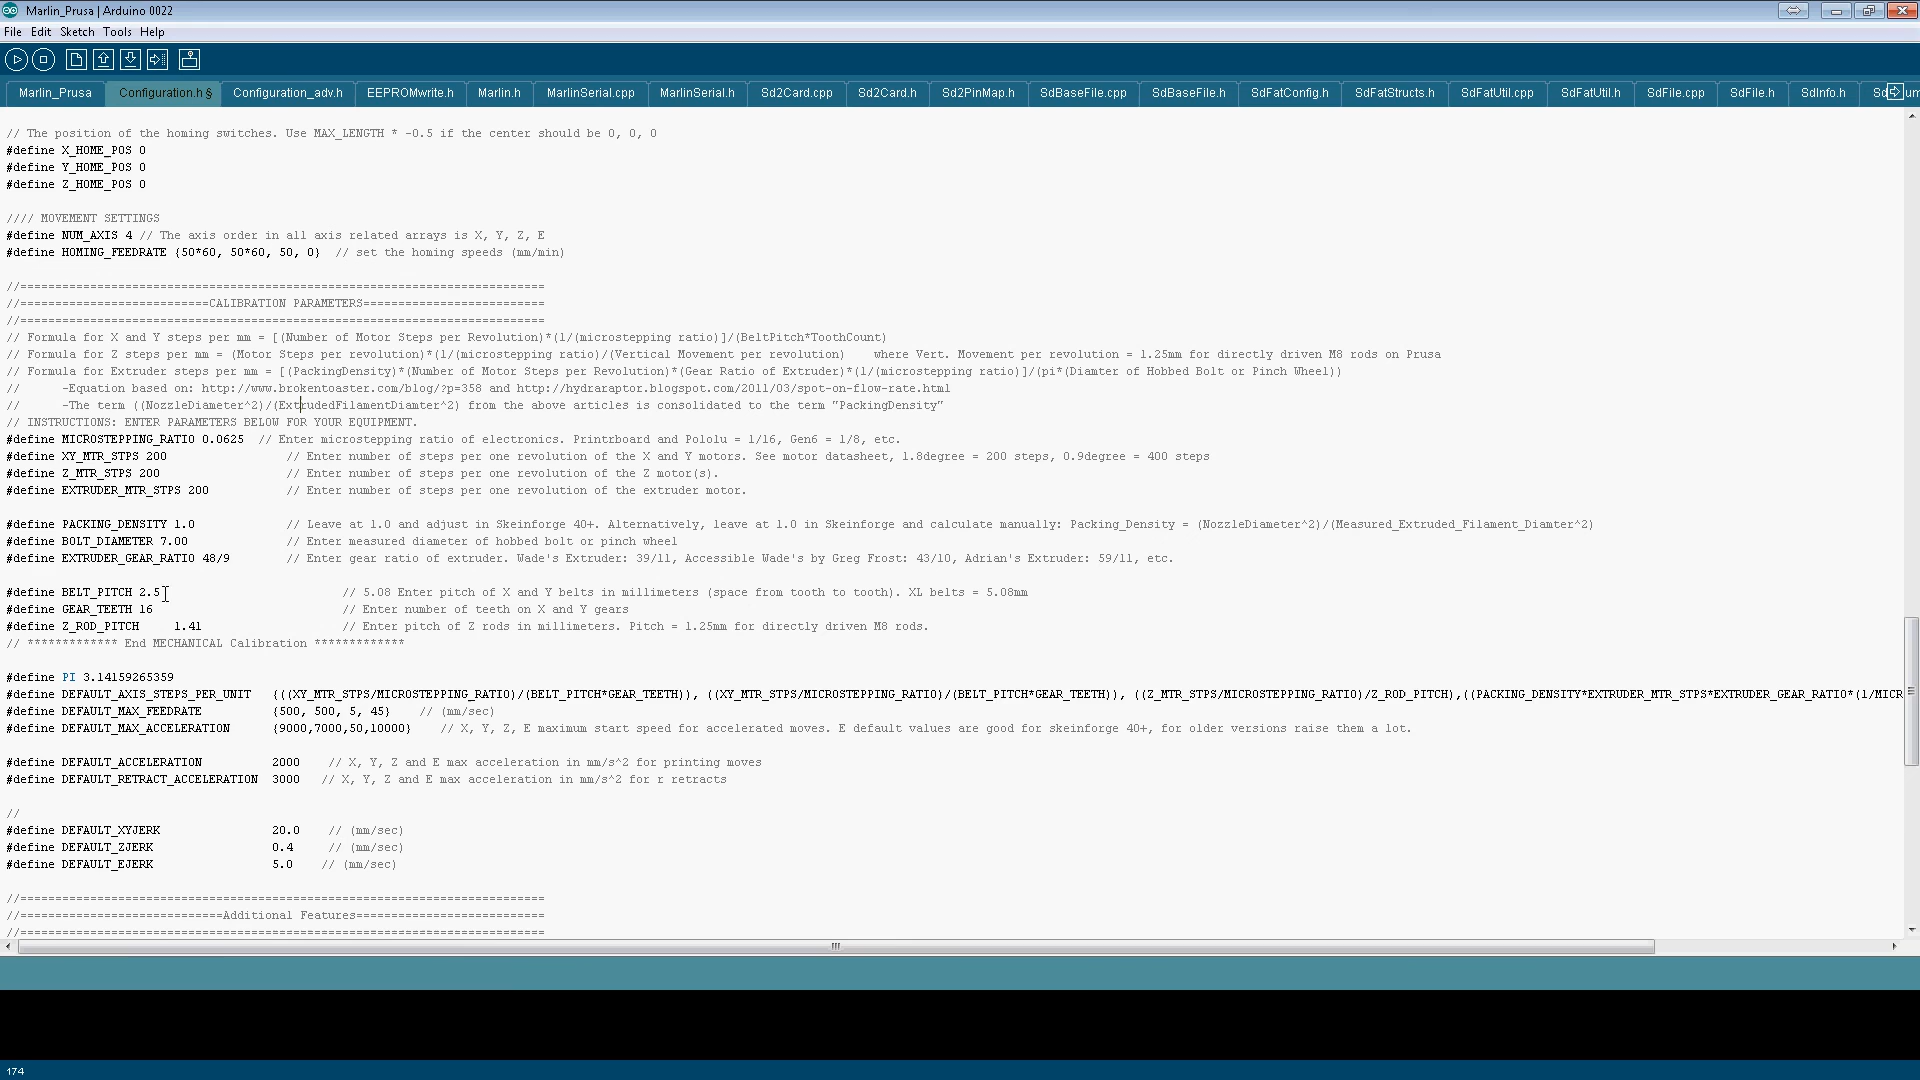 Marlin_Prusa | Arduino 0022
File Edit Sketch Tools Help
Marlin_Prusa Configuration.h § Configuration_adv.h EEPROMwrite.h Marlin.h MarlinSerial.cpp MarlinSerial.h Sd2Card.cpp Sd2Card.h Sd2PinMap.h SdBaseFile.cpp SdBaseFile.h SdFatConfig.h SdFatStructs.h SdFatUtil.cpp SdFatUtil.h SdFile.cpp SdFile.h SdInfo.h
// The position of the homing switches. Use MAX_LENGTH * -0.5 if the center should be 0, 0, 0
#define X_HOME_POS 0
#define Y_HOME_POS 0
#define Z_HOME_POS 0
//// MOVEMENT SETTINGS
#define NUM_AXIS 4 // The axis order in all axis related arrays is X, Y, Z, E
#define HOMING_FEEDRATE {50*60, 50*60, 50, 0}  // set the homing speeds (mm/min)
//===========================================================================
//===========================CALIBRATION PARAMETERS==========================
//===========================================================================
// Formula for X and Y steps per mm = [(Number of Motor Steps per Revolution)*(1/(microstepping ratio)]/(BeltPitch*ToothCount)
// Formula for Z steps per mm = (Motor Steps per revolution)*(1/(microstepping ratio)/(Vertical Movement per revolution)    where Vert. Movement per revolution = 1.25mm for directly driven M8 rods on Prusa
// Formula for Extruder steps per mm = [(PackingDensity)*(Number of Motor Steps per Revolution)*(Gear Ratio of Extruder)*(1/(microstepping ratio)]/(pi*(Diamter of Hobbed Bolt or Pinch Wheel))
//      -Equation based on: http://www.brokentoaster.com/blog/?p=358 and http://hydraraptor.blogspot.com/2011/03/spot-on-flow-rate.html
//      -The term ((NozzleDiameter^2)/(ExtrudedFilamentDiamter^2) from the above articles is consolidated to the term "PackingDensity"
// INSTRUCTIONS: ENTER PARAMETERS BELOW FOR YOUR EQUIPMENT.
#define MICROSTEPPING_RATIO 0.0625  // Enter microstepping ratio of electronics. Printrboard and Pololu = 1/16, Gen6 = 1/8, etc.
#define XY_MTR_STPS 200                 // Enter number of steps per one revolution of the X and Y motors. See motor datasheet, 1.8degree = 200 steps, 0.9degree = 400 steps
#define Z_MTR_STPS 200                  // Enter number of steps per one revolution of the Z motor(s).
#define EXTRUDER_MTR_STPS 200           // Enter number of steps per one revolution of the extruder motor.
#define PACKING_DENSITY 1.0             // Leave at 1.0 and adjust in Skeinforge 40+. Alternatively, leave at 1.0 in Skeinforge and calculate manually: Packing_Density = (NozzleDiameter^2)/(Measured_Extruded_Filament_Diamter^2)
#define BOLT_DIAMETER 7.00              // Enter measured diameter of hobbed bolt or pinch wheel
#define EXTRUDER_GEAR_RATIO 48/9        // Enter gear ratio of extruder. Wade's Extruder: 39/11, Accessible Wade's by Greg Frost: 43/10, Adrian's Extruder: 59/11, etc.
#define BELT_PITCH 2.5                          // 5.08 Enter pitch of X and Y belts in millimeters (space from tooth to tooth). XL belts = 5.08mm
#define GEAR_TEETH 16                           // Enter number of teeth on X and Y gears
#define Z_ROD_PITCH     1.41                    // Enter pitch of Z rods in millimeters. Pitch = 1.25mm for directly driven M8 rods.
// ************* End MECHANICAL Calibration *************
#define PI 3.14159265359
#define DEFAULT_AXIS_STEPS_PER_UNIT   {((XY_MTR_STPS/MICROSTEPPING_RATIO)/(BELT_PITCH*GEAR_TEETH)), ((XY_MTR_STPS/MICROSTEPPING_RATIO)/(BELT_PITCH*GEAR_TEETH)), ((Z_MTR_STPS/MICROSTEPPING_RATIO)/Z_ROD_PITCH),((PACKING_DENSITY*EXTRUDER_MTR_STPS*EXTRUDER_GEAR_RATIO*(1/MICR
#define DEFAULT_MAX_FEEDRATE          {500, 500, 5, 45}    // (mm/sec)
#define DEFAULT_MAX_ACCELERATION      {9000,7000,50,10000}    // X, Y, Z, E maximum start speed for accelerated moves. E default values are good for skeinforge 40+, for older versions raise them a lot.
#define DEFAULT_ACCELERATION          2000    // X, Y, Z and E max acceleration in mm/s^2 for printing moves
#define DEFAULT_RETRACT_ACCELERATION  3000   // X, Y, Z and E max acceleration in mm/s^2 for r retracts
//
#define DEFAULT_XYJERK                20.0    // (mm/sec)
#define DEFAULT_ZJERK                 0.4     // (mm/sec)
#define DEFAULT_EJERK                 5.0    // (mm/sec)
//===========================================================================
//=============================Additional Features===========================
//===========================================================================
174